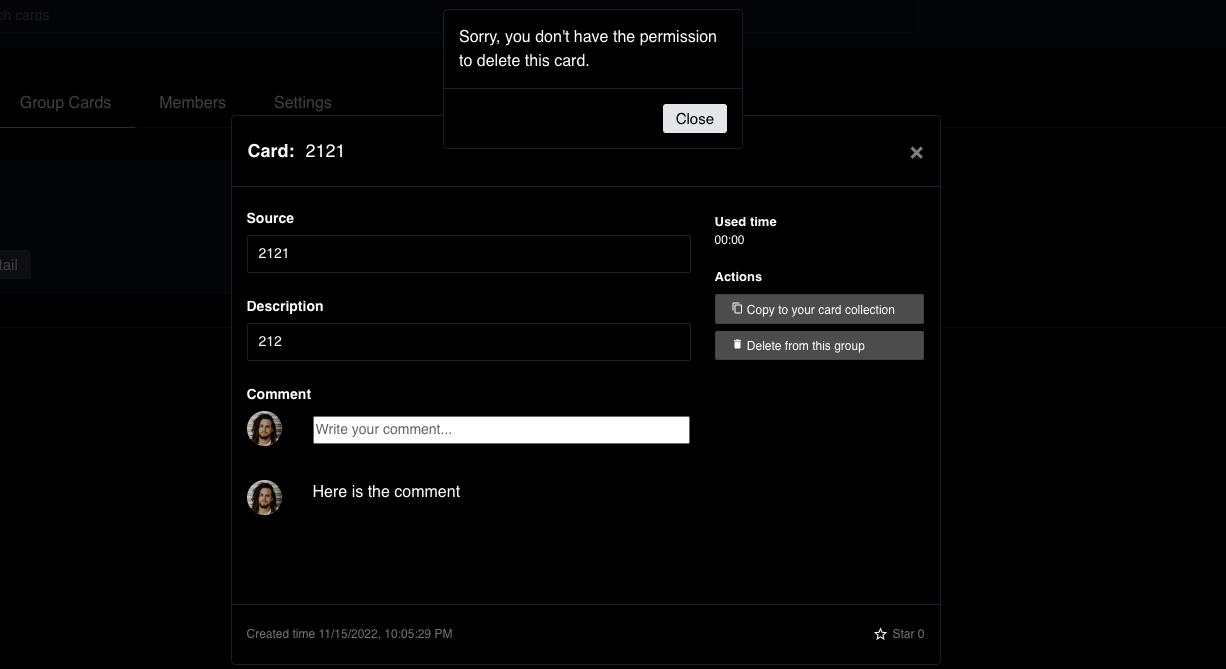 ch cards
Sorry, you don't have the permission
to delete this card.
Close
Group Cards Members Settings
Card: 2121
×
Source
2121
Used time
00:00
tail
Actions
Copy to your card collection
Delete from this group
Description
212
Comment
Write your comment...
Here is the comment
Created time 11/15/2022, 10:05:29 PM
Star 0